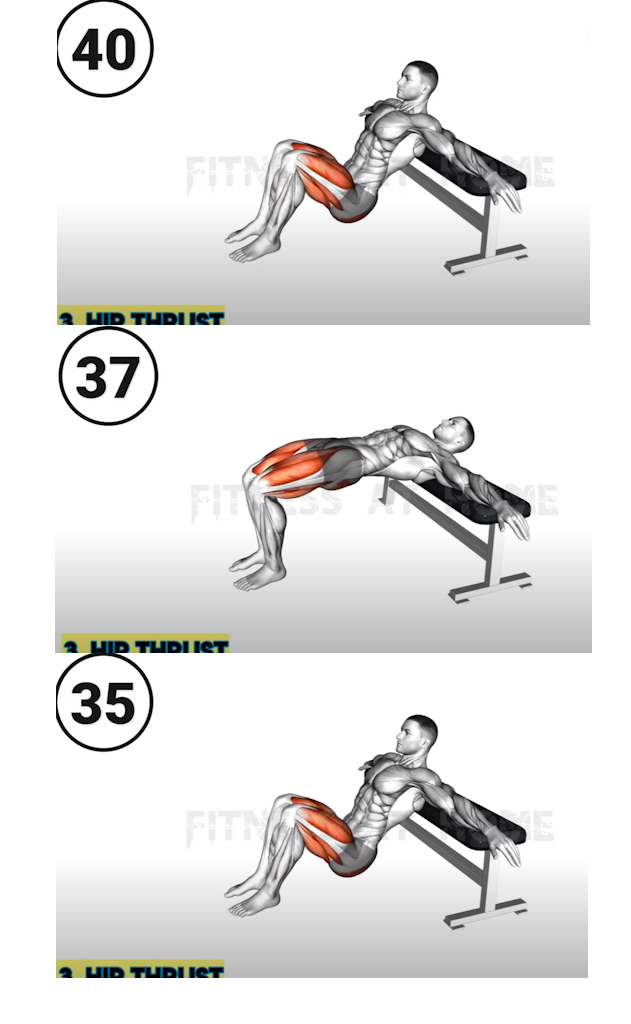 40
FITNESS AT HOME
3. HIP THRUST
37
FITNESS AT HOME
3. HIP THRUST
35
FITNESS AT HOME
3. HIP THRUST